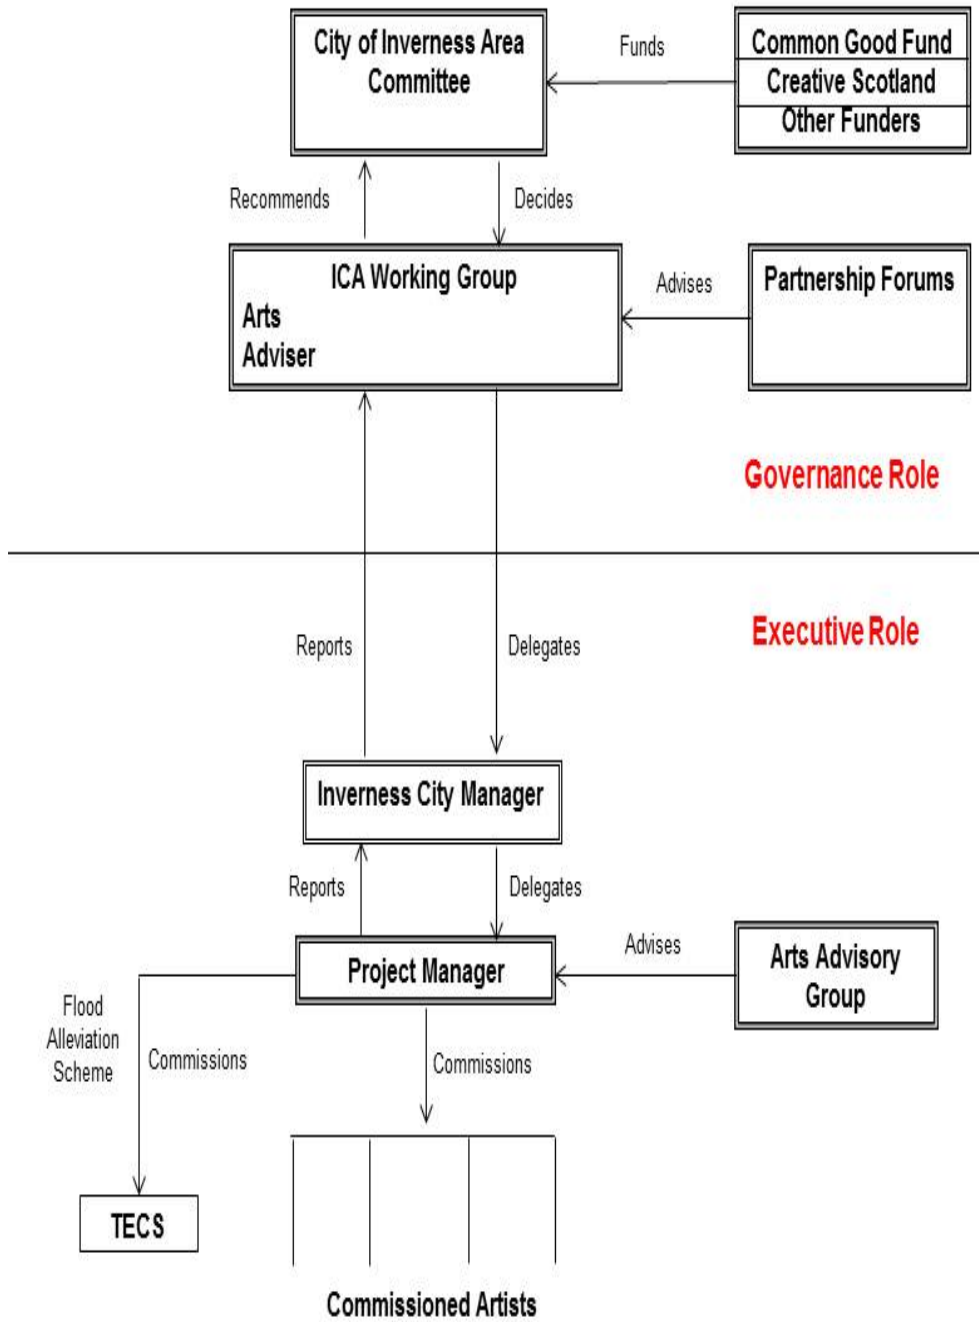 City of Inverness Area
Committee
Funds
Common Good Fund
Creative Scotland
Other Funders
Recommends
Decides
ICA Working Group
Arts
Adviser
Advises
Partnership Forums
Governance Role
Executive Role
Reports
Delegates
Inverness City Manager
Reports
Delegates
Project Manager
Advises
Arts Advisory
Group
Flood
Alleviation
Scheme
Commissions
Commissions
TECS
Commissioned Artists